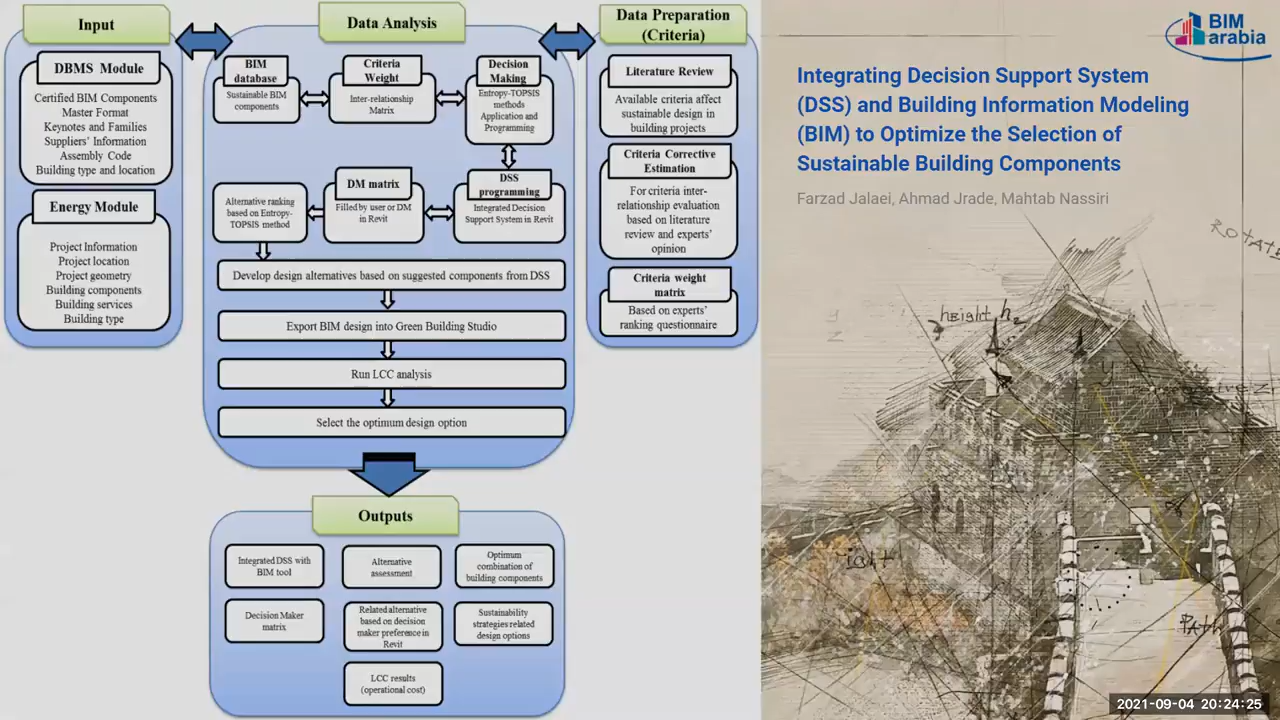 Input
DBMS Module
Certified BIM Components
Master Format
Keynotes and Families
Suppliers' Information
Assembly Code
Building type and location
Energy Module
Project Information
Project location
Project geometry
Building components
Building services
Building type
Data Analysis
BIM
database
Sustainable BIM
components
Criteria
Weight
Inter-relationship
Matrix
Decision
Making
Entropy-TOPSIS
methods
Application and
Programming
Alternative ranking
based on Entropy-
TOPSIS method
DM matrix
Filled by user or DM
in Revit
DSS
programming
Integrated Decision
Support System in Revit
Develop design alternatives based on suggested components from DSS
Export BIM design into Green Building Studio
Run LCC analysis
Select the optimum design option
Data Preparation
(Criteria)
Literature Review
Available criteria affect
sustainable design in
building projects
Criteria Corrective
Estimation
For criteria inter-
relationship evaluation
based on literature
review and experts'
opinion
Criteria weight
matrix
Based on experts'
ranking questionnaire
Outputs
Integrated DSS with
BIM tool
Alternative
assessment
Optimum
combination of
building components
Decision Maker
matrix
Related alternative
based on decision
maker preference in
Revit
Sustainability
strategies related
design options
LCC results
(operational cost)
BIM
arabia
Integrating Decision Support System
(DSS) and Building Information Modeling
(BIM) to Optimize the Selection of
Sustainable Building Components
Farzad Jalaei, Ahmad Jrade, Mahtab Nassiri
height h2
PATH
2021-09-04 20:24:25